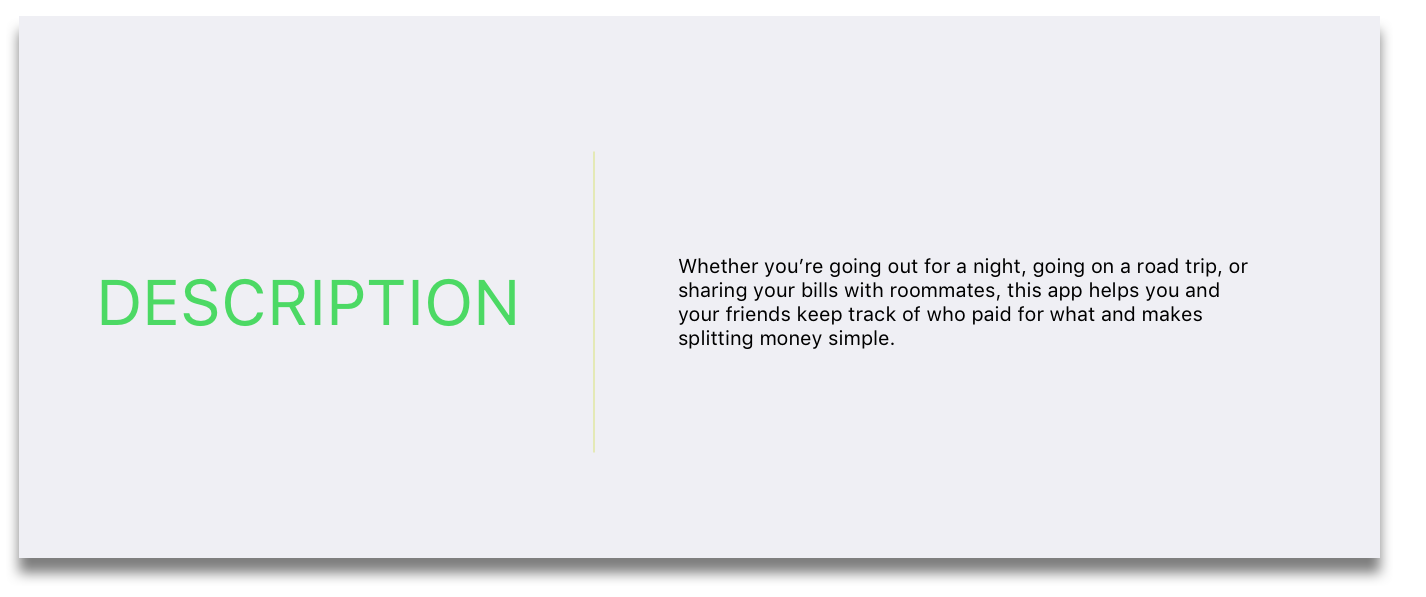 DESCRIPTION
Whether you’re going out for a night, going on a road trip, or
sharing your bills with roommates, this app helps you and
your friends keep track of who paid for what and makes
splitting money simple.